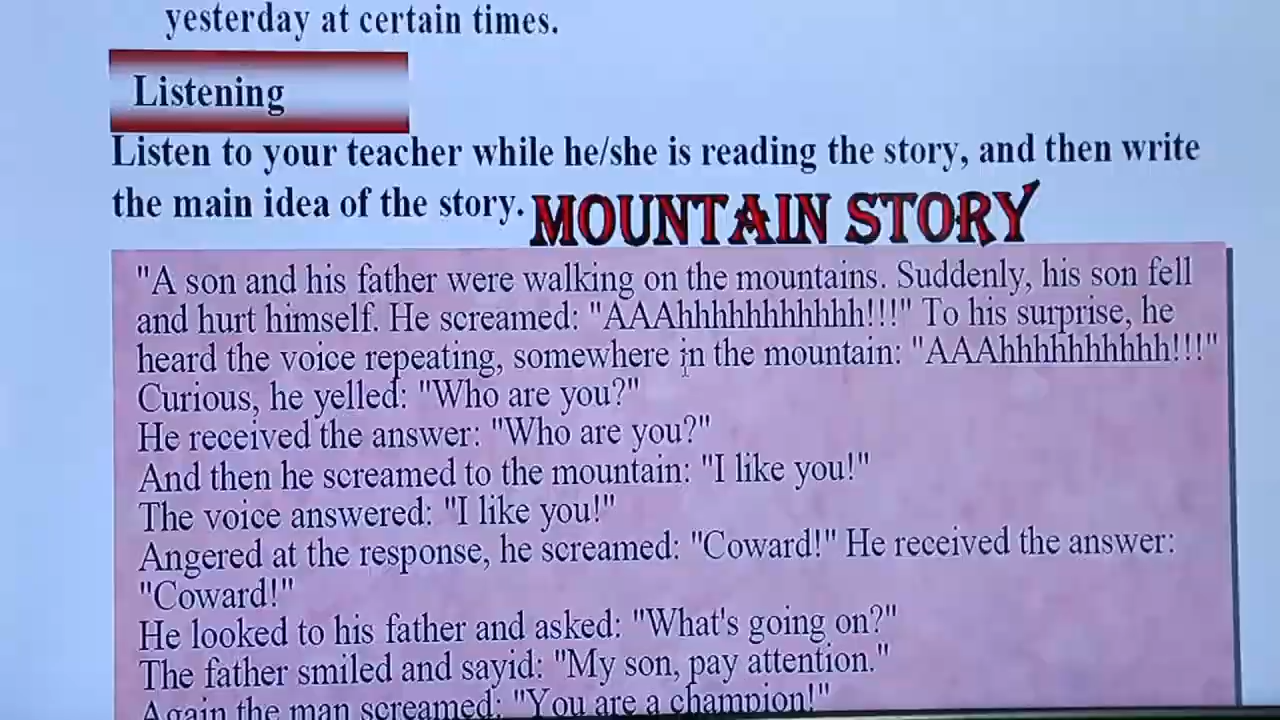 yesterday at certain times.
Listening
Listen to your teacher while he/she is reading the story, and then write
the main idea of the story.
MOUNTAIN STORY
"A son and his father were walking on the mountains. Suddenly, his son fell
and hurt himself. He screamed: "AAAhhhhhhhhhhh!!!" To his surprise, he
heard the voice repeating, somewhere in the mountain: "AAAhhhhhhhhhhh!!!"
Curious, he yelled: "Who are you?"
He received the answer: "Who are you?"
And then he screamed to the mountain: "I like you!"
The voice answered: "I like you!"
Angered at the response, he screamed: "Coward!" He received the answer:
"Coward!"
He looked to his father and asked: "What's going on?"
The father smiled and sayid: "My son, pay attention."
Again the man screamed: "You are a champion!"